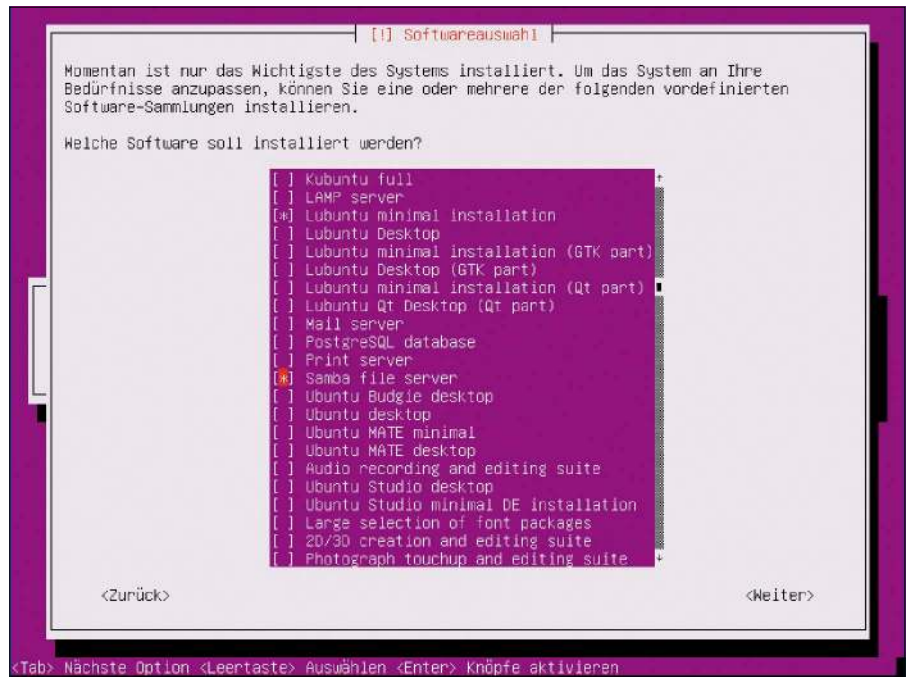 [!] Softwareauswahl
Momentan ist nur das Wichtigste des Systems installiert. Um das System an Ihre
Bedürfnisse anzupassen, können Sie eine oder mehrere der folgenden vordefinierten
Software-Sammlungen installieren.
Welche Software soll installiert werden?
[ ] Kubuntu full
[ ] LAMP server
[*] Lubuntu minimal installation
[ ] Lubuntu Desktop
[ ] Lubuntu minimal installation (GTK part)
[ ] Lubuntu Desktop (GTK part)
[ ] Lubuntu minimal installation (Qt part)
[ ] Lubuntu Qt Desktop (Qt part)
[ ] Mail server
[ ] PostgreSQL database
[ ] Print server
[*] Samba file server
[ ] Ubuntu Budgie desktop
[ ] Ubuntu desktop
[ ] Ubuntu MATE minimal
[ ] Ubuntu MATE desktop
[ ] Audio recording and editing suite
[ ] Ubuntu Studio desktop
[ ] Ubuntu Studio minimal DE installation
[ ] Large selection of font packages
[ ] 2D/3D creation and editing suite
[ ] Photograph touchup and editing suite
<Zurück> <Weiter>
<Tab> Nächste Option <Leertaste> Auswählen <Enter> Knöpfe aktivieren